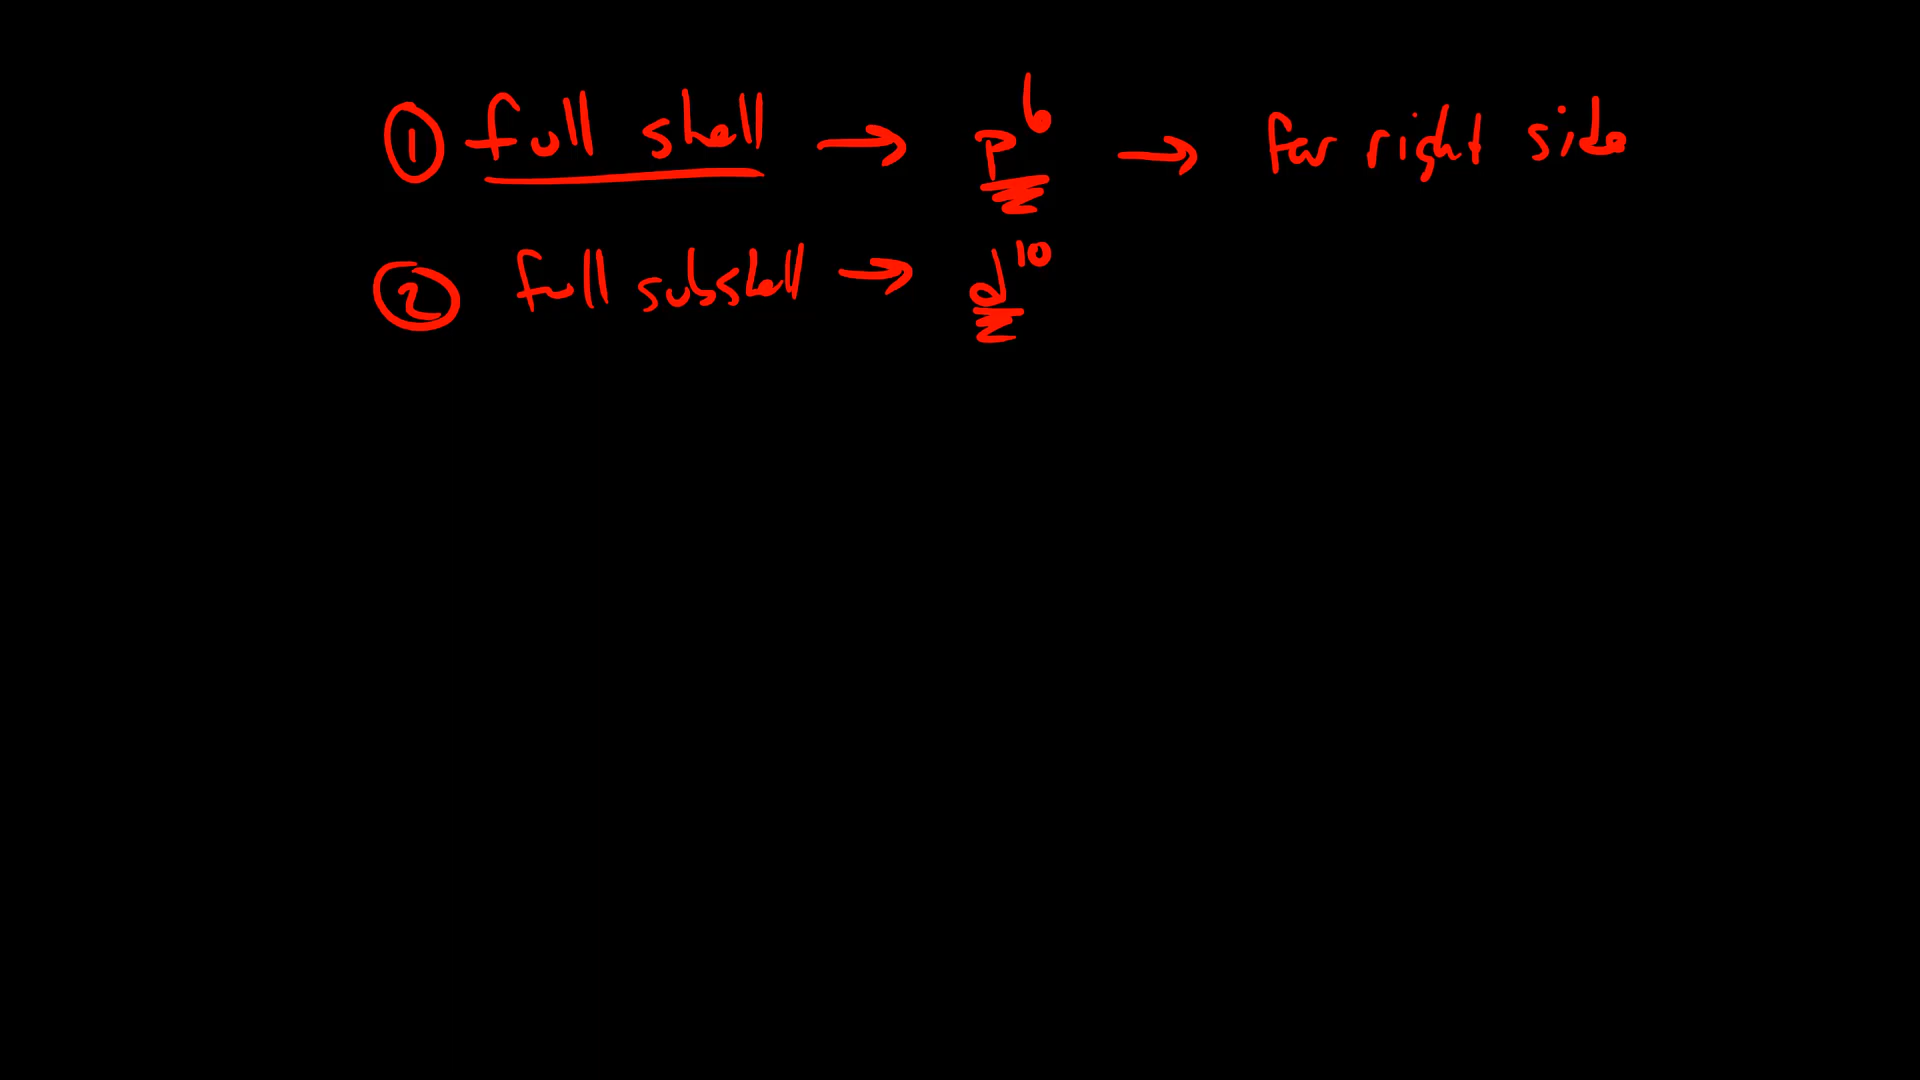 ① full shell → p⁶ → far right side
② full subshell → d¹⁰